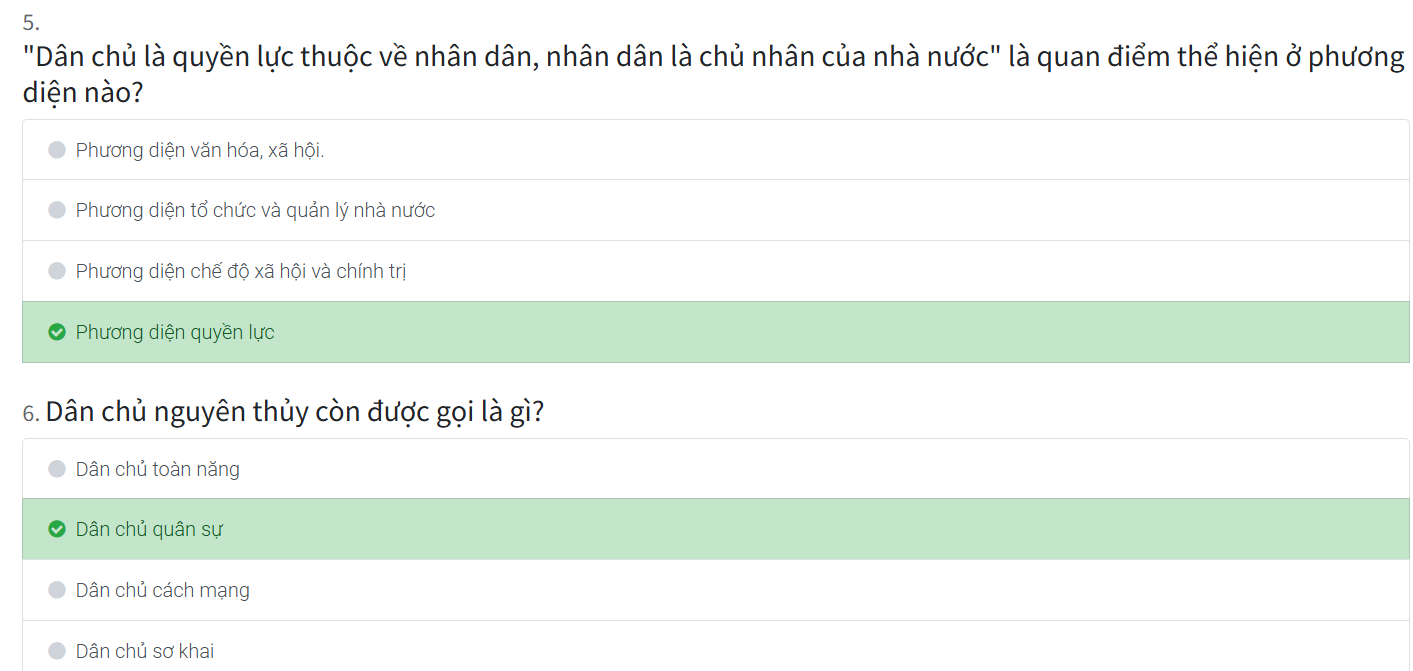 5.
"Dân chủ là quyền lực thuộc về nhân dân, nhân dân là chủ nhân của nhà nước" là quan điểm thể hiện ở phương
diện nào?
Phương diện văn hóa, xã hội.
Phương diện tổ chức và quản lý nhà nước
Phương diện chế độ xã hội và chính trị
Phương diện quyền lực
6. Dân chủ nguyên thủy còn được gọi là gì?
Dân chủ toàn năng
Dân chủ quân sự
Dân chủ cách mạng
Dân chủ sơ khai